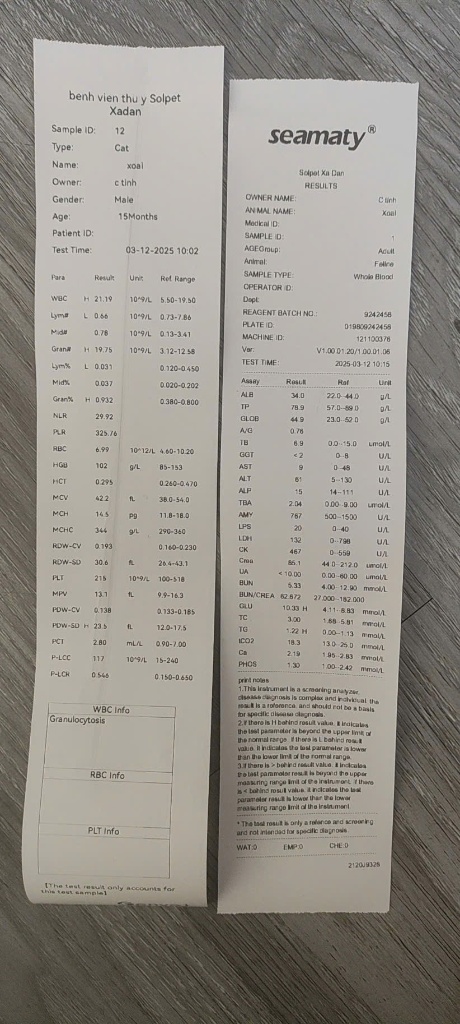 benh vien thu y Solpet
Xadan
Sample ID: 12
Type: Cat
Name: xoai
Owner: c tinh
Gender: Male
Age: 15Months
Patient ID:
Test Time: 03-12-2025 10:02
Para Result Unit Ref Range
WBC H 21.19 10^9/L 5.50-19.50
Lym# L 0.66 10^9/L 0.73-7.86
Mid# 0.78 10^9/L 0.13-3.41
Gran# H 19.75 10^9/L 3.12-12.58
Lym% L 0.031 0.120-0.450
Mid% 0.037 0.020-0.202
Gran% H 0.932 0.380-0.800
NLR 29.92
PLR 325.76
RBC 6.99 10^12/L 4.60-10.20
HGB 102 g/L 85-153
HCT 0.295 0.260-0.470
MCV 42.2 fL 38.0-54.0
MCH 14.5 pg 11.8-18.0
MCHC 344 g/L 290-360
RDW-CV 0.193 0.160-0.230
RDW-SD 30.6 fL 26.4-43.1
PLT 215 10^9/L 100-518
MPV 13.1 fL 9.9-16.3
PDW-CV 0.138 0.133-0.185
PDW-SD H 23.5 fL 12.0-17.5
PCT 2.80 mL/L 0.90-7.00
P-LCC 117 10^9/L 15-240
P-LCR 0.546 0.150-0.650
WBC Info
Granulocytosis
RBC Info
PLT Info
[The test result only accounts for
this test sample]
seamaty®
Solpet Xa Dan
RESULTS
OWNER NAME: C tinh
ANIMAL NAME: Xoai
Medical ID:
SAMPLE ID: 1
AGEGroup: Adult
Animal: Feline
SAMPLE TYPE: Whole Blood
OPERATOR ID:
Dept:
REAGENT BATCH NO.: 9242456
PLATE ID: 019809242456
MACHINE ID: 121100376
Ver: V1.00.01.20/1.00.01.06
TEST TIME: 2025-03-12 10:15
Assay Result Ref Unit
ALB 34.0 22.0-44.0 g/L
TP 78.9 57.0-89.0 g/L
GLOB 44.9 23.0-52.0 g/L
A/G 0.76
TB 6.9 0.0-15.0 umol/L
GGT <2 0-8 U/L
AST 9 0-48 U/L
ALT 61 5-130 U/L
ALP 15 14-111 U/L
TBA 2.04 0.00-9.00 umol/L
AMY 767 500-1500 U/L
LPS 20 0-40 U/L
LDH 132 0-798 U/L
CK 467 0-559 U/L
Crea 85.1 44.0-212.0 umol/L
UA <10.00 0.00-60.00 umol/L
BUN 5.33 4.00-12.90 mmol/L
BUN/CREA 62.672 27.000-182.000
GLU 10.33 H 4.11-8.83 mmol/L
TC 3.00 1.68-5.81 mmol/L
TG 1.22 H 0.00-1.13 mmol/L
tCO2 18.3 13.0-25.0 mmol/L
Ca 2.19 1.95-2.83 mmol/L
PHOS 1.30 1.00-2.42 mmol/L
print notes
1.This instrument is a screening analyzer,
disease diagnosis is complex and individual, the
result is a reference, and should not be a basis
for specific disease diagnosis.
2.If there is H behind result value, it indicates
the test parameter is beyond the upper limit of
the normal range. If there is L behind result
value, it indicates the test parameter is lower
than the lower limit of the normal range.
3.If there is > behind result value, it indicates
the test parameter result is beyond the upper
measuring range limit of the instrument. If there
is < behind result value, it indicates the test
parameter result is lower than the lower
measuring range limit of the instrument.
* The test result is only a refence and screening
and not intended for specific diagnosis.
WAT:0 EMP:0 CHE:0
2120J9326